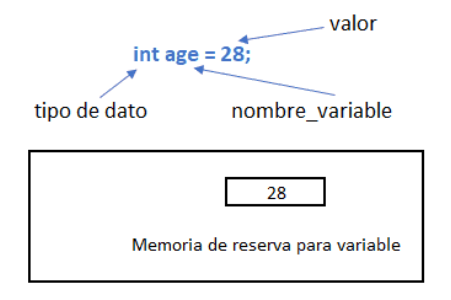 valor
int age = 28;
tipo de dato
nombre_variable
28
Memoria de reserva para variable